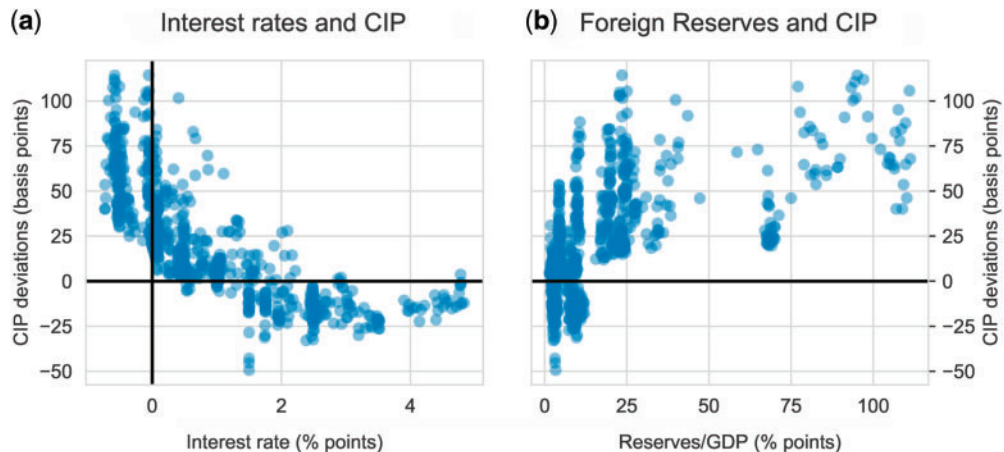 (a) Interest rates and CIP
CIP deviations (basis points)
100
75
50
25
0
−25
−50
0 2 4
Interest rate (% points)
(b) Foreign Reserves and CIP
100
75
50
25
0
−25
−50
CIP deviations (basis points)
0 25 50 75 100
Reserves/GDP (% points)